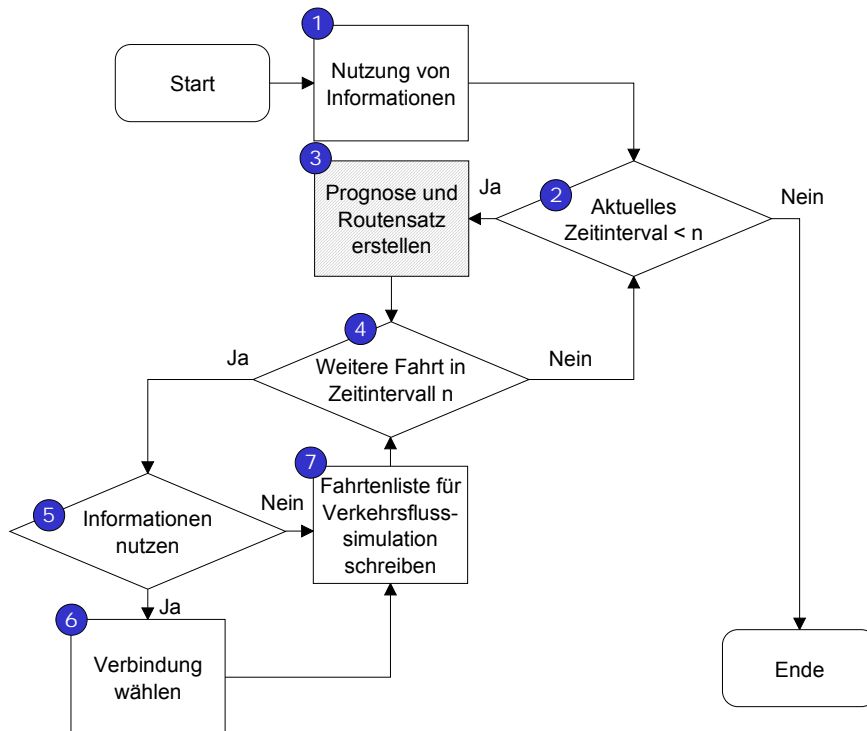 1
Start
Nutzung von
Informationen
3
Prognose und
Routensatz
erstellen
Ja
2
Aktuelles
Zeitinterval < n
Nein
4
Weitere Fahrt in
Zeitintervall n
Ja
Nein
5
Informationen
nutzen
Nein
Ja
7
Fahrtenliste für
Verkehrsfluss-
simulation
schreiben
6
Verbindung
wählen
Ende